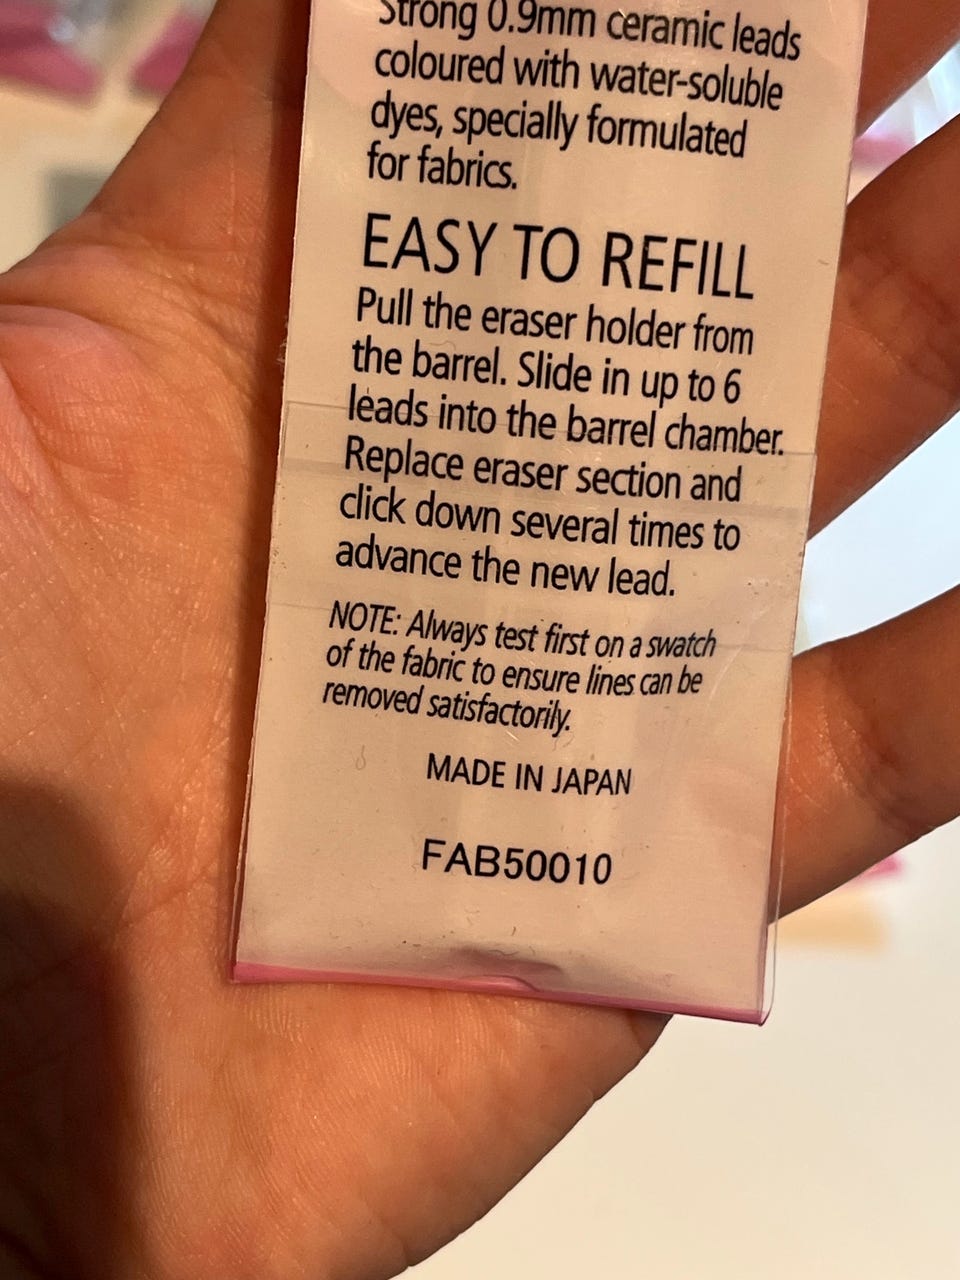 Strong 0.9mm ceramic leads
coloured with water-soluble
dyes, specially formulated
for fabrics.
EASY TO REFILL
Pull the eraser holder from
the barrel. Slide in up to 6
leads into the barrel chamber.
Replace eraser section and
click down several times to
advance the new lead.
NOTE: Always test first on a swatch
of the fabric to ensure lines can be
removed satisfactorily.
MADE IN JAPAN
FAB50010